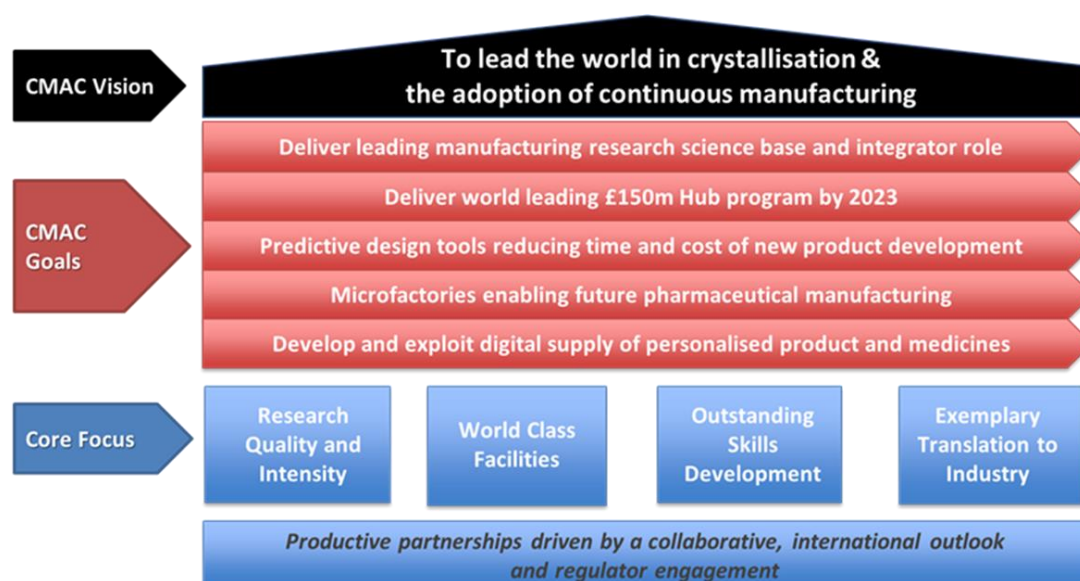 CMAC Vision
To lead the world in crystallisation &
the adoption of continuous manufacturing
CMAC
Goals
Deliver leading manufacturing research science base and integrator role
Deliver world leading £150m Hub program by 2023
Predictive design tools reducing time and cost of new product development
Microfactories enabling future pharmaceutical manufacturing
Develop and exploit digital supply of personalised product and medicines
Core Focus
Research
Quality and
Intensity
World Class
Facilities
Outstanding
Skills
Development
Exemplary
Translation to
Industry
Productive partnerships driven by a collaborative, international outlook
and regulator engagement